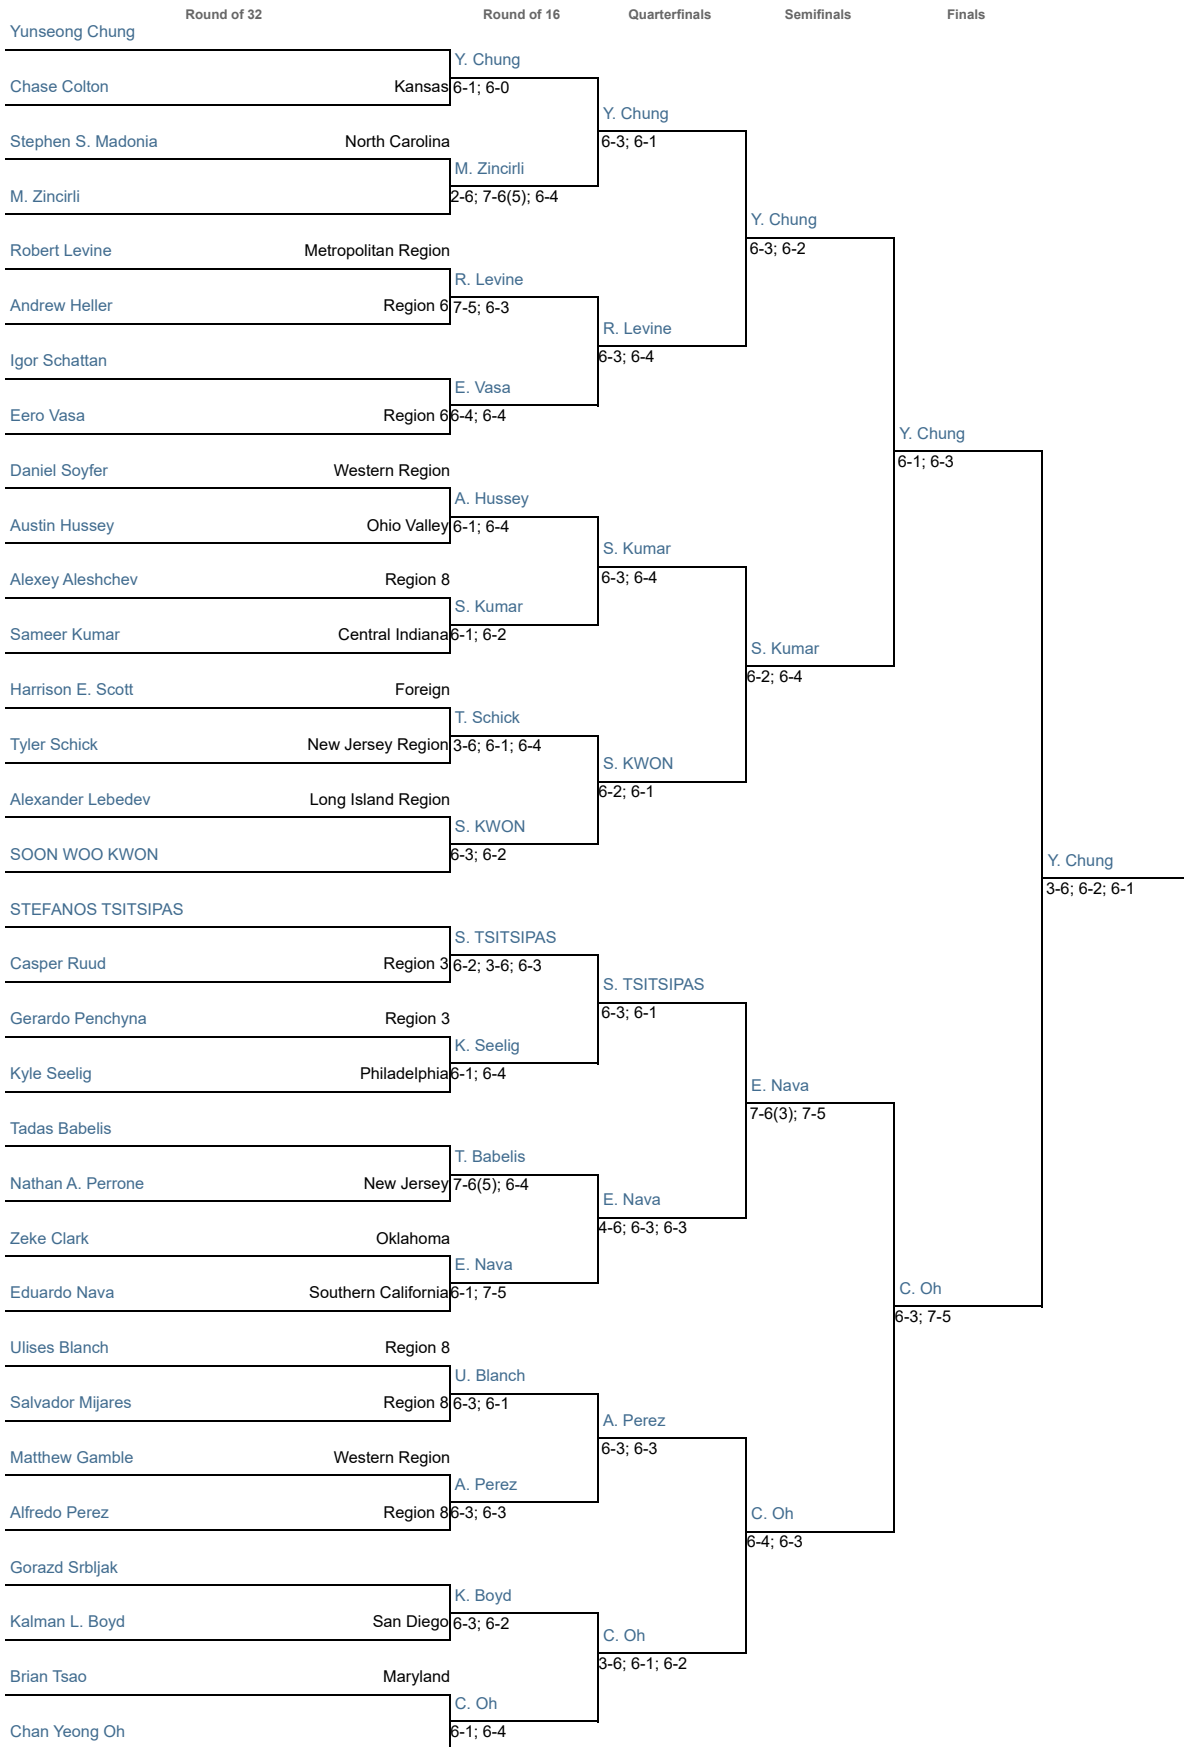 Round of 32 Round of 16 Quarterfinals Semifinals Finals
Yunseong Chung
Y. Chung
Chase Colton Kansas 6-1; 6-0
Y. Chung
Stephen S. Madonia North Carolina 6-3; 6-1
M. Zincirli
M. Zincirli 2-6; 7-6(5); 6-4
Y. Chung
Robert Levine Metropolitan Region 6-3; 6-2
R. Levine
Andrew Heller Region 6 7-5; 6-3
R. Levine
Igor Schattan 6-3; 6-4
E. Vasa
Eero Vasa Region 6 6-4; 6-4
Y. Chung
Daniel Soyfer Western Region 6-1; 6-3
A. Hussey
Austin Hussey Ohio Valley 6-1; 6-4
S. Kumar
Alexey Aleshchev Region 8 6-3; 6-4
S. Kumar
Sameer Kumar Central Indiana 6-1; 6-2
S. Kumar
Harrison E. Scott Foreign 6-2; 6-4
T. Schick
Tyler Schick New Jersey Region 3-6; 6-1; 6-4
S. KWON
Alexander Lebedev Long Island Region 6-2; 6-1
S. KWON
SOON WOO KWON 6-3; 6-2
Y. Chung
3-6; 6-2; 6-1
STEFANOS TSITSIPAS
S. TSITSIPAS
Casper Ruud Region 3 6-2; 3-6; 6-3
S. TSITSIPAS
Gerardo Penchyna Region 3 6-3; 6-1
K. Seelig
Kyle Seelig Philadelphia 6-1; 6-4
E. Nava
Tadas Babelis 7-6(3); 7-5
T. Babelis
Nathan A. Perrone New Jersey 7-6(5); 6-4
E. Nava
Zeke Clark Oklahoma 4-6; 6-3; 6-3
E. Nava
Eduardo Nava Southern California 6-1; 7-5
C. Oh
Ulises Blanch Region 8 6-3; 7-5
U. Blanch
Salvador Mijares Region 8 6-3; 6-1
A. Perez
Matthew Gamble Western Region 6-3; 6-3
A. Perez
Alfredo Perez Region 8 6-3; 6-3
C. Oh
Gorazd Srbljak 6-4; 6-3
K. Boyd
Kalman L. Boyd San Diego 6-3; 6-2
C. Oh
Brian Tsao Maryland 3-6; 6-1; 6-2
C. Oh
Chan Yeong Oh 6-1; 6-4